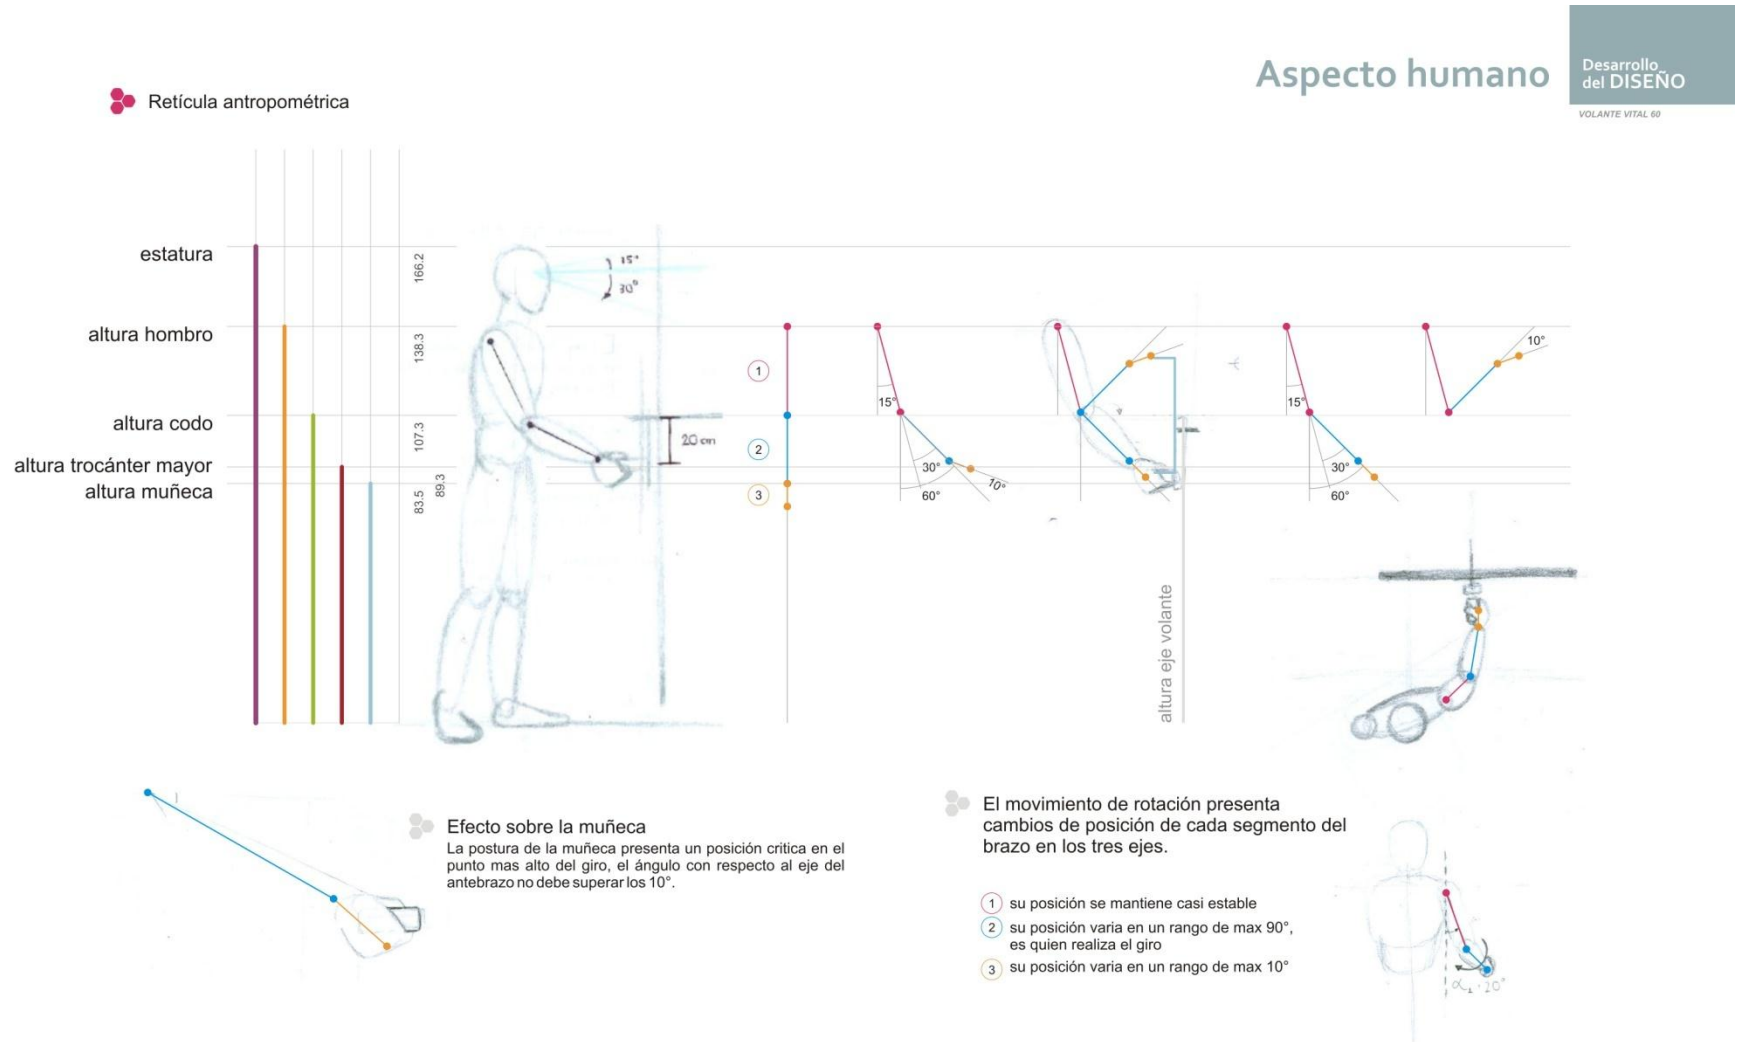 Aspecto humano
Desarrollo_
del DISEÑO
VOLANTE VITAL 60
Retícula antropométrica
estatura
altura hombro
altura codo
altura trocánter mayor
altura muñeca
166.2
138.3
107.3
89.3
83.5
15°
30°
20 cm
1
2
3
15°
30°
60°
10°
altura eje volante
15°
30°
60°
10°
Efecto sobre la muñeca
La postura de la muñeca presenta un posición critica en el
punto mas alto del giro, el ángulo con respecto al eje del
antebrazo no debe superar los 10°.
El movimiento de rotación presenta
cambios de posición de cada segmento del
brazo en los tres ejes.
1 su posición se mantiene casi estable
2 su posición varia en un rango de max 90°,
es quien realiza el giro
3 su posición varia en un rango de max 10°